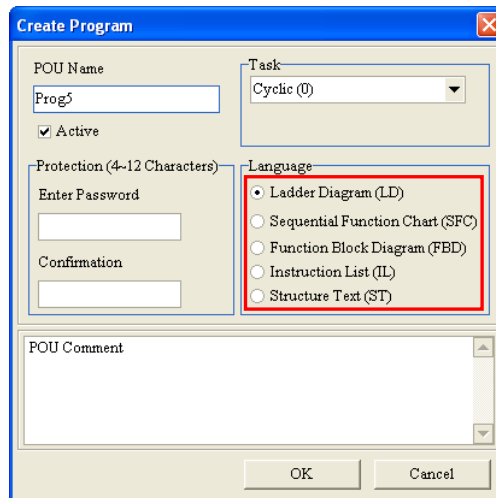 Create Program
POU Name
Prog5
Active
Task
Cyclic (0)
Protection (4~12 Characters)
Enter Password
Confirmation
Language
Ladder Diagram (LD)
Sequential Function Chart (SFC)
Function Block Diagram (FBD)
Instruction List (IL)
Structure Text (ST)
POU Comment
OK
Cancel